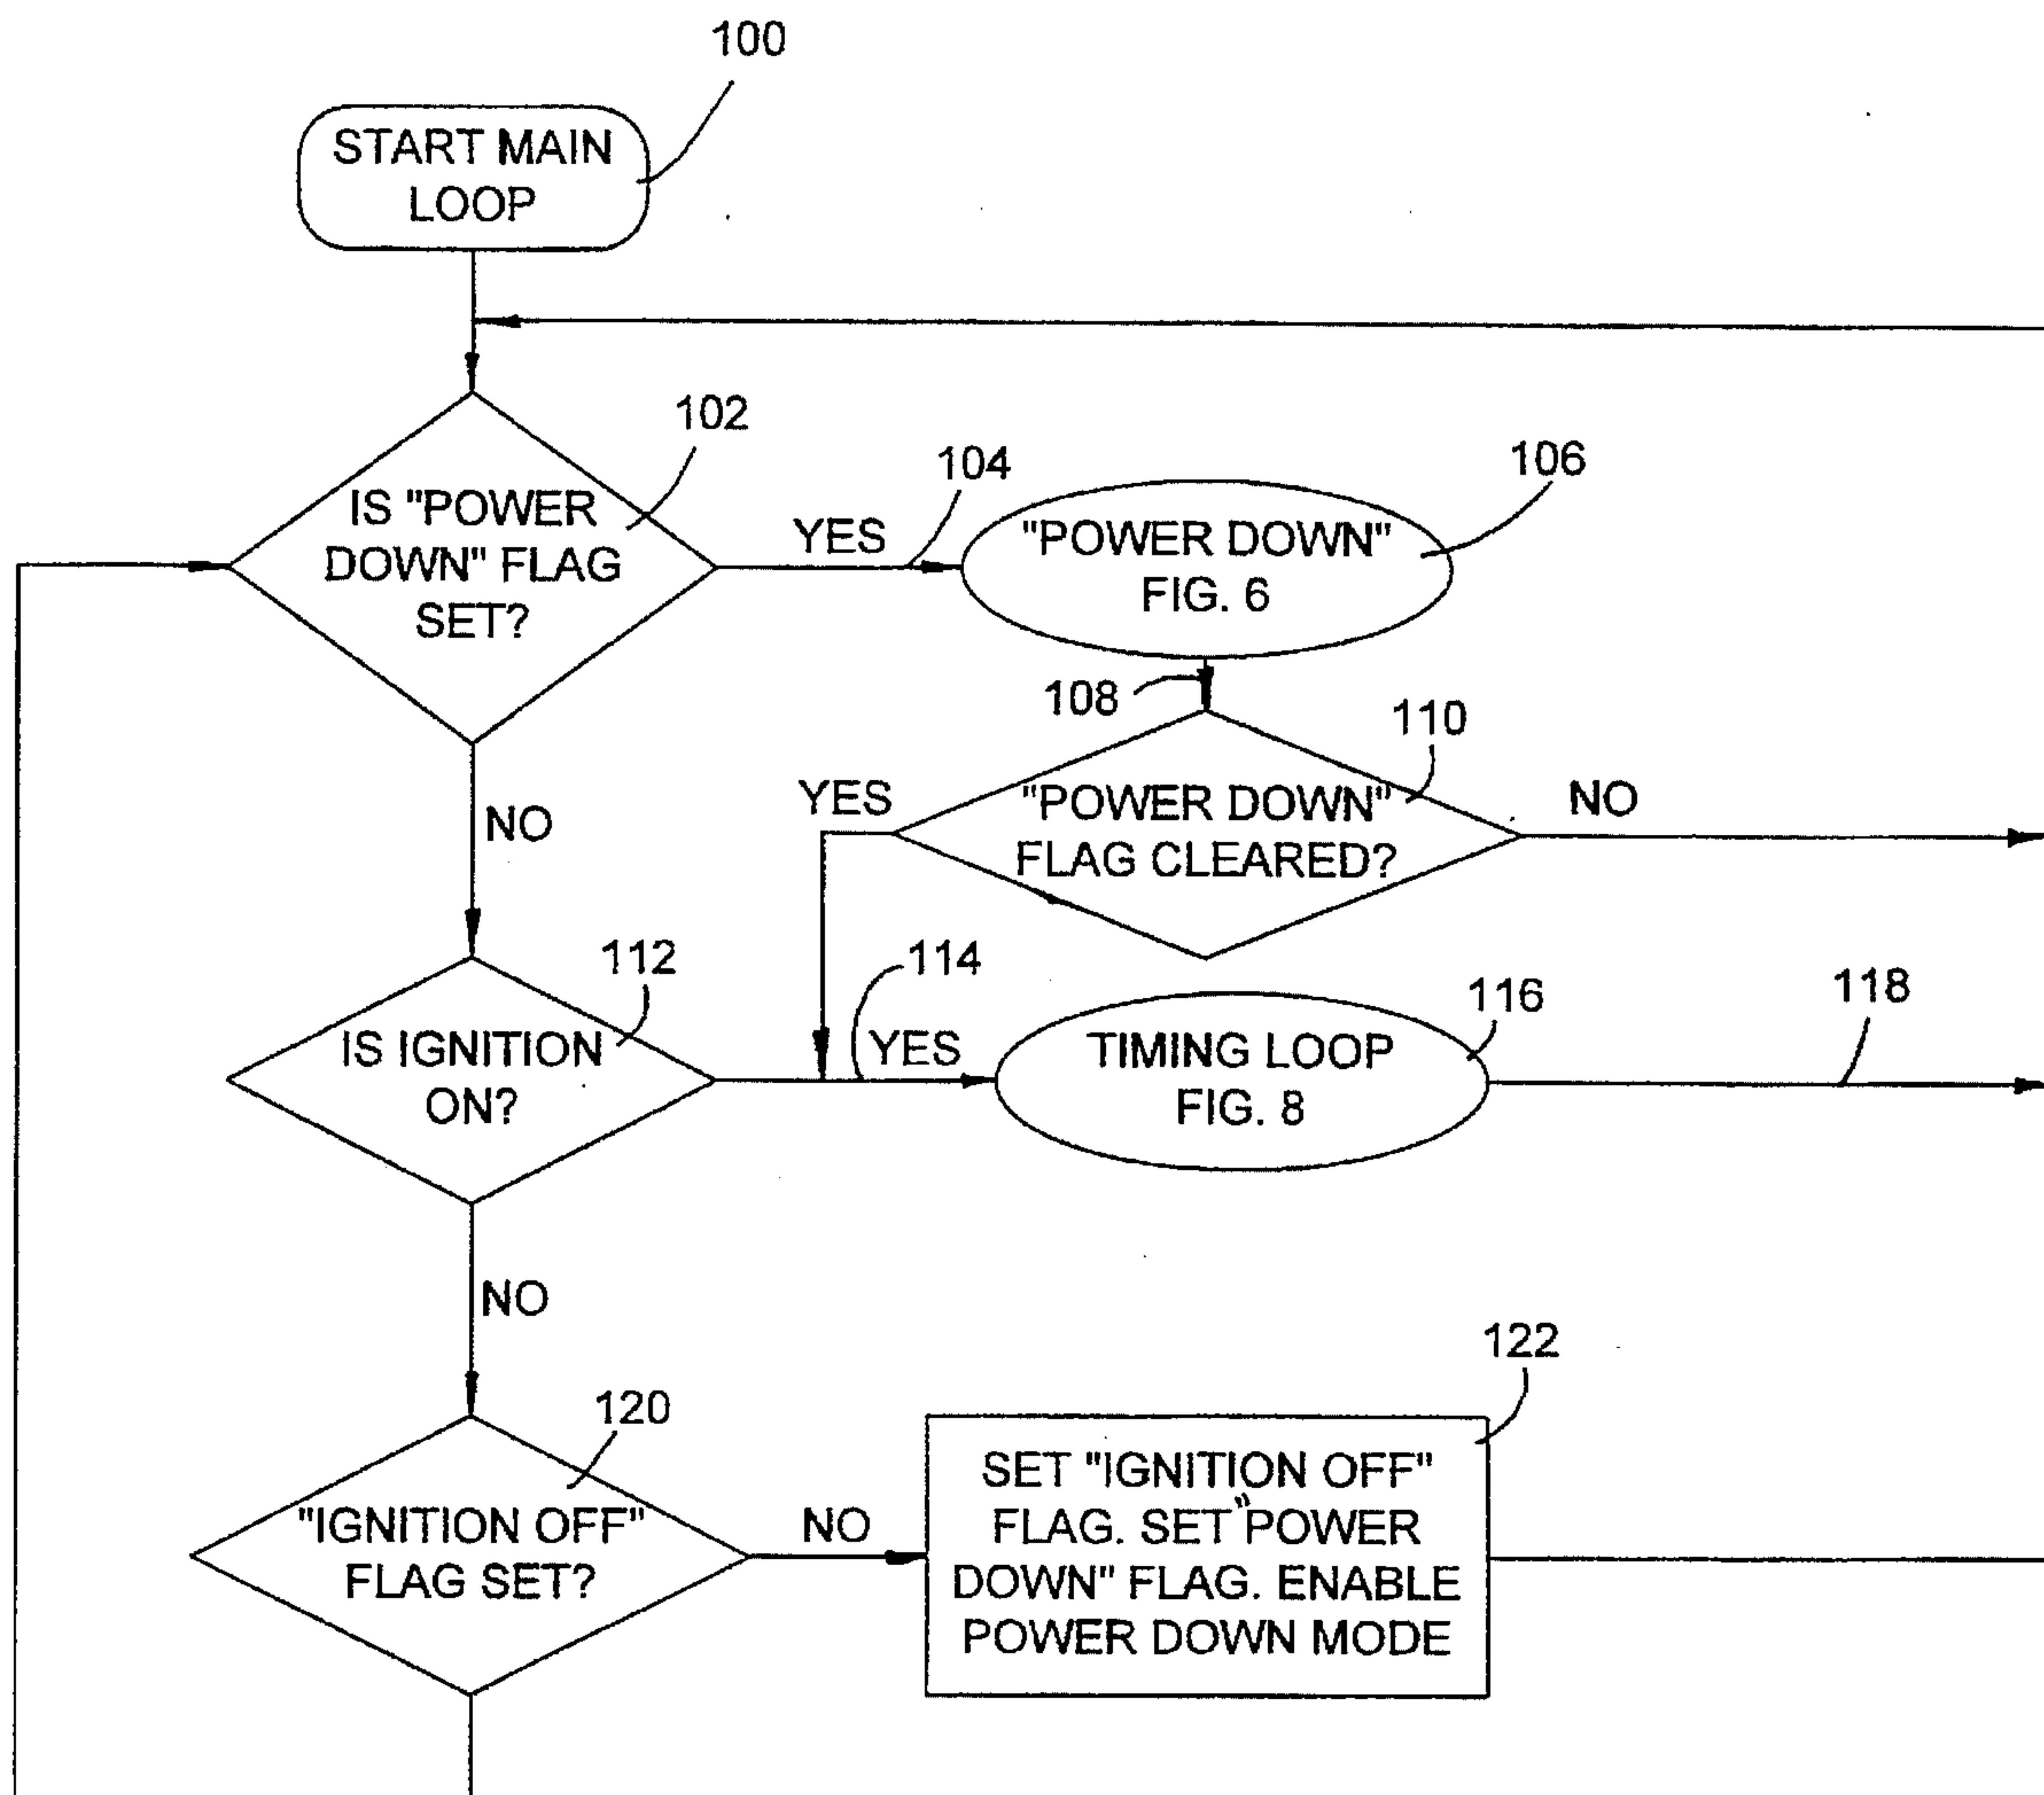 100
START MAIN
LOOP
102
IS "POWER
DOWN" FLAG
SET?
104
YES
106
"POWER DOWN"
FIG. 6
108
110
YES
"POWER DOWN"
FLAG CLEARED?
NO
NO
112
IS IGNITION
ON?
114
YES
116
TIMING LOOP
FIG. 8
118
NO
120
"IGNITION OFF"
FLAG SET?
NO
122
SET "IGNITION OFF"
FLAG. SET "POWER
DOWN" FLAG. ENABLE
POWER DOWN MODE